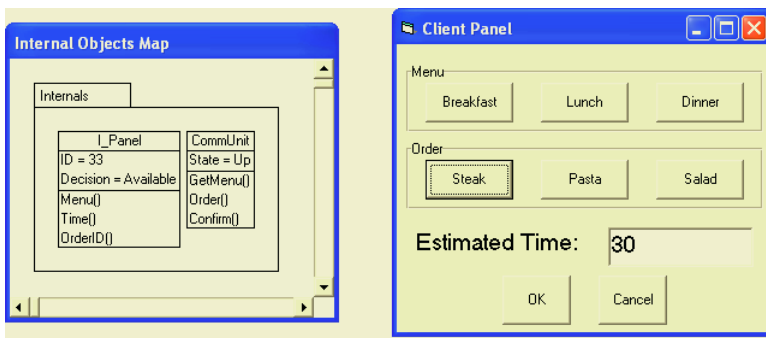 Internal Objects Map
Internals
I_Panel
ID = 33
Decision = Available
Menu()
Time()
OrderID()
CommUnit
State = Up
GetMenu()
Order()
Confirm()
Client Panel
Menu
Breakfast Lunch Dinner
Order
Steak Pasta Salad
Estimated Time: 30
OK Cancel